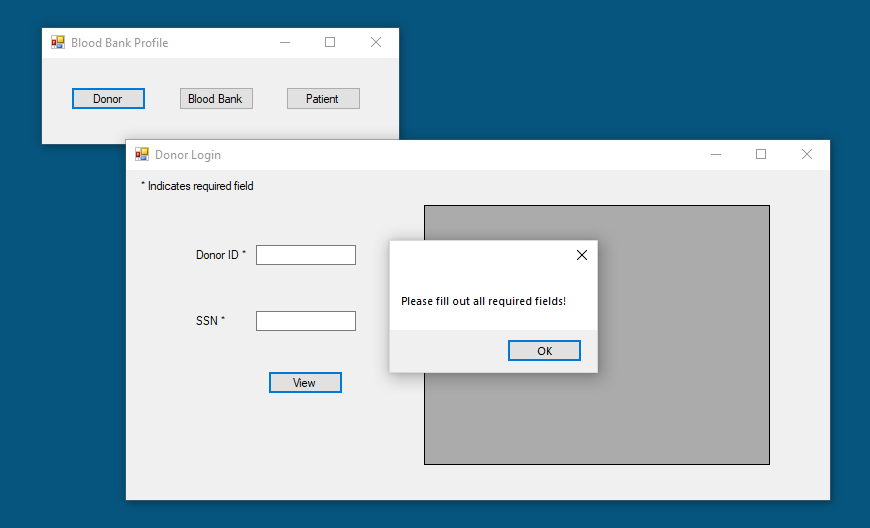 Blood Bank Profile
Donor
Blood Bank
Patient
Donor Login
* Indicates required field
Donor ID *
SSN *
View
Please fill out all required fields!
OK